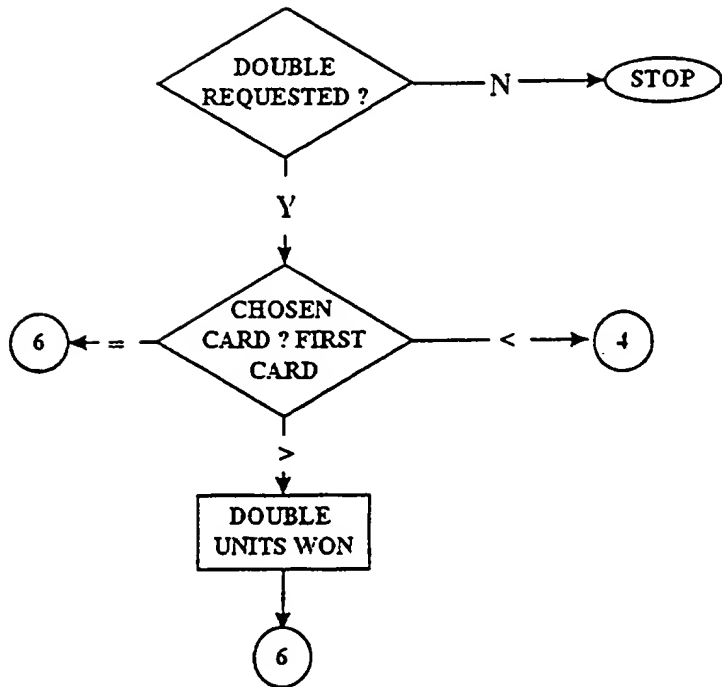 DOUBLE
REQUESTED ?
N
STOP
Y
CHOSEN
CARD ? FIRST
CARD
6
=
<
4
>
DOUBLE
UNITS WON
6